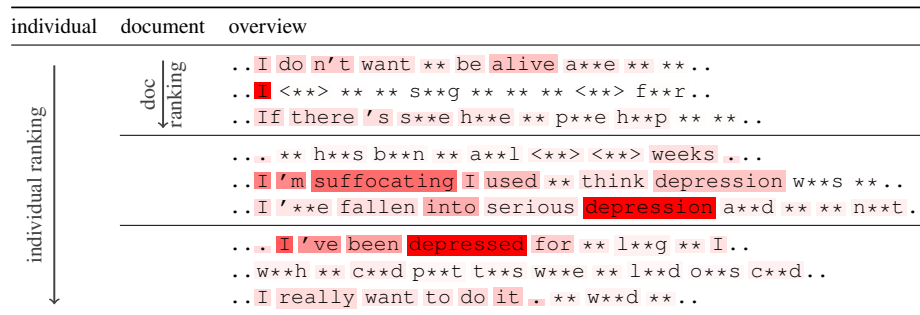 individual document overview
individual ranking
doc ranking
..I do n't want ** be alive a**e ** **..
..I <**> ** ** s**g ** ** ** <**> f**r..
..If there 's s**e h**e ** p**e h**p ** **..
... ** h**s b**n ** a**l <**> <**> weeks ....
..I 'm suffocating I used ** think depression w**s **..
..I '**e fallen into serious depression a**d ** ** n**t.
... I 've been depressed for ** l**g ** I..
..w**h ** c**d p**t t**s w**e ** l**d o**s c**d..
..I really want to do it . ** w**d **..